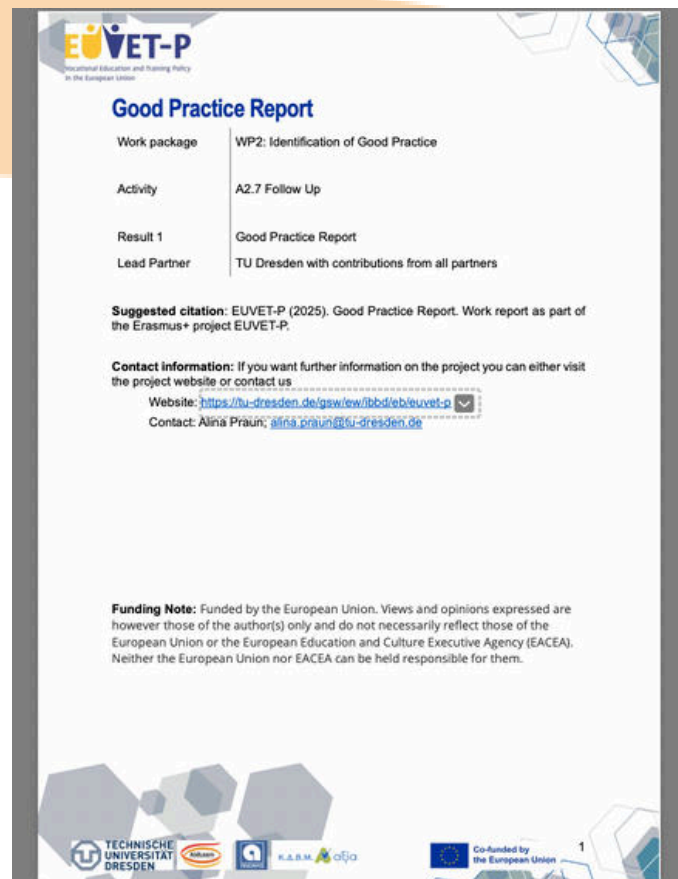 EUVET-P
Vocational Education and Training Policy
in the European Union
Good Practice Report
Work package WP2: Identification of Good Practice
Activity A2.7 Follow Up
Result 1 Good Practice Report
Lead Partner TU Dresden with contributions from all partners
Suggested citation: EUVET-P (2025). Good Practice Report. Work report as part of
the Erasmus+ project EUVET-P.
Contact information: If you want further information on the project you can either visit
the project website or contact us
Website: https://tu-dresden.de/gsw/ew/ibbd/eb/euvet-p
Contact: Alina Praun; alina.praun@tu-dresden.de
Funding Note: Funded by the European Union. Views and opinions expressed are
however those of the author(s) only and do not necessarily reflect those of the
European Union or the European Education and Culture Executive Agency (EACEA).
Neither the European Union nor EACEA can be held responsible for them.
TECHNISCHE
UNIVERSITÄT
DRESDEN
Κ.Δ.Β.Μ. αξία
Co-funded by
the European Union
1